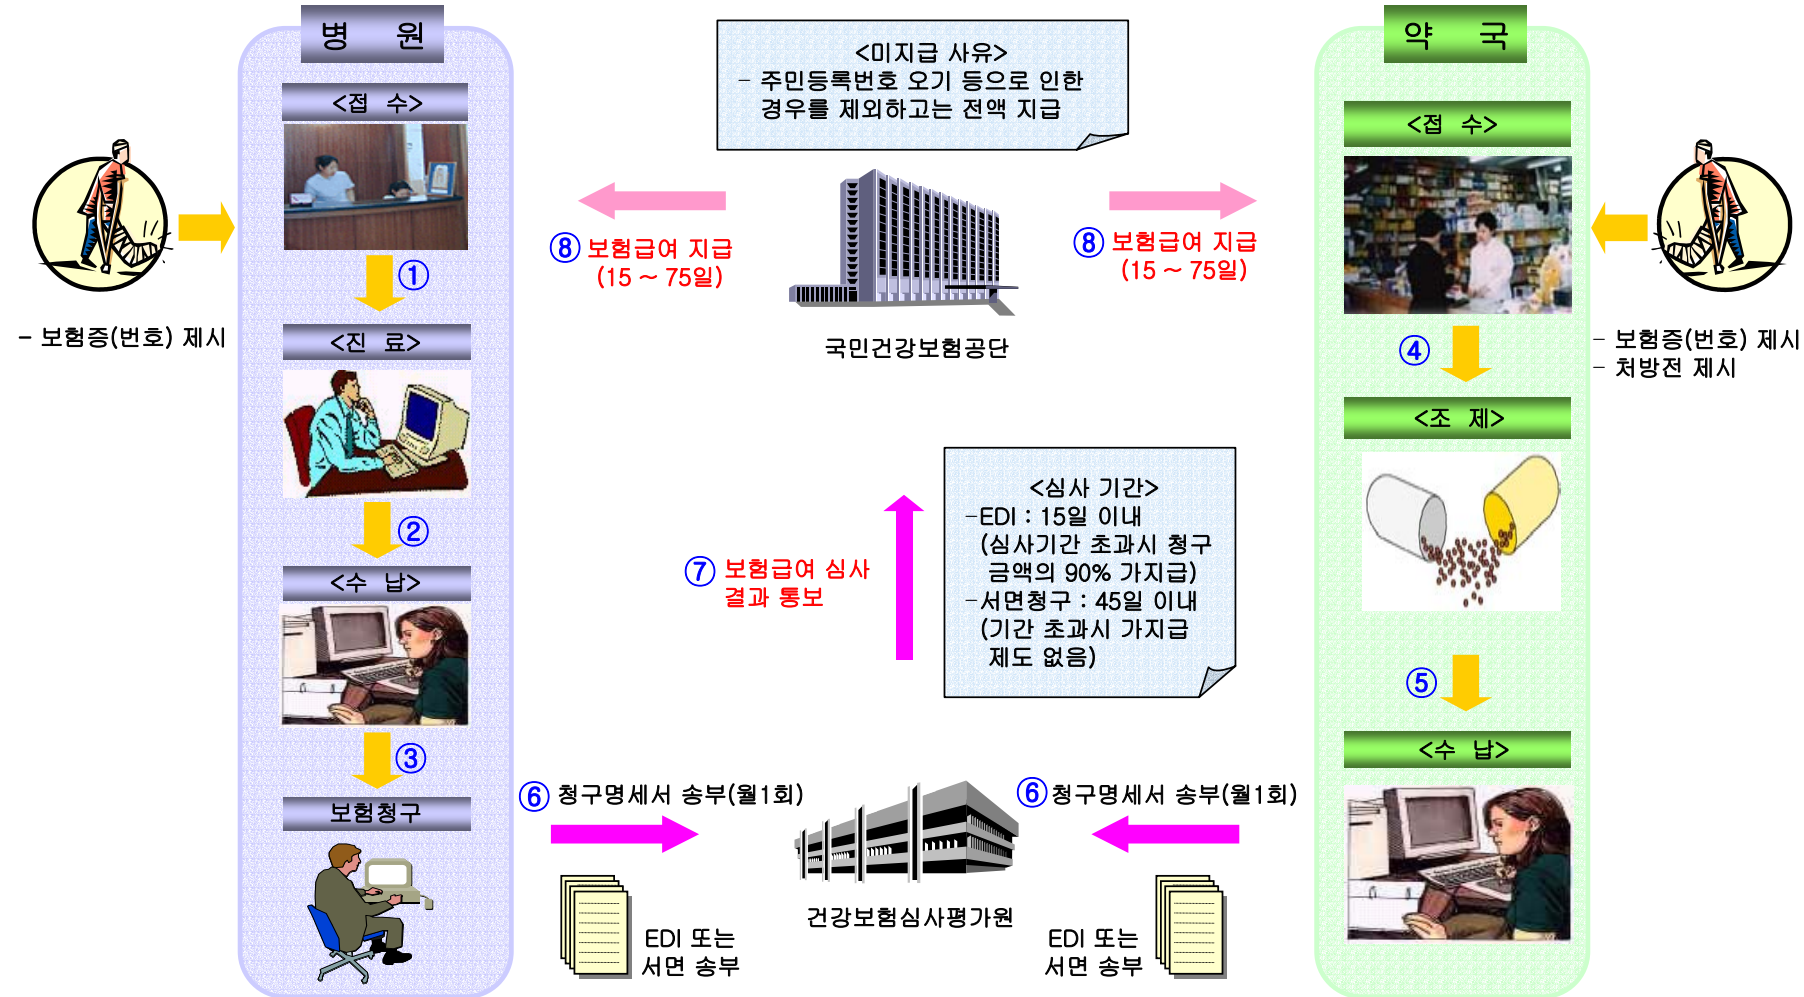 병 원
<접 수>
- 보험증(번호) 제시
①
<진 료>
②
<수 납>
③
보험청구
<미지급 사유>
- 주민등록번호 오기 등으로 인한
경우를 제외하고는 전액 지급
⑧ 보험급여 지급
(15 ~ 75일)
⑧ 보험급여 지급
(15 ~ 75일)
국민건강보험공단
⑦ 보험급여 심사
결과 통보
<심사 기간>
-EDI : 15일 이내
(심사기간 초과시 청구
금액의 90% 가지급)
-서면청구 : 45일 이내
(기간 초과시 가지급
제도 없음)
⑥ 청구명세서 송부(월1회)
⑥ 청구명세서 송부(월1회)
건강보험심사평가원
EDI 또는
서면 송부
EDI 또는
서면 송부
약 국
<접 수>
④
- 보험증(번호) 제시
- 처방전 제시
<조 제>
⑤
<수 납>